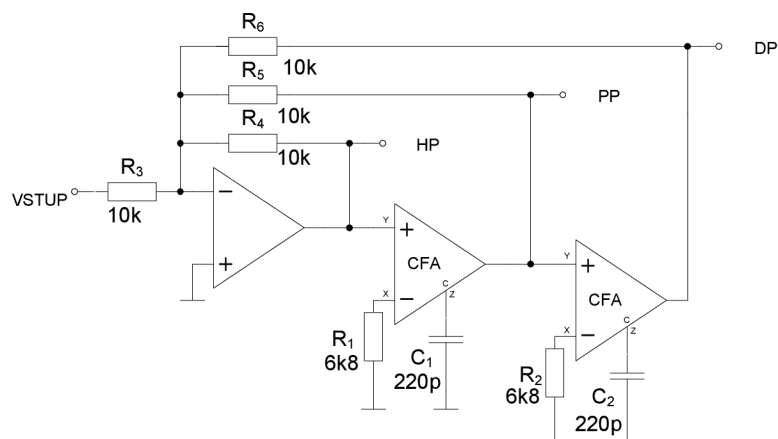 R6
10k
DP
R5
10k
PP
R4
10k
HP
R3
VSTUP
10k
−
+
Y
+
CFA
C
X
−
Z
Y
+
CFA
C
X
−
Z
R1
6k8
C1
220p
R2
6k8
C2
220p